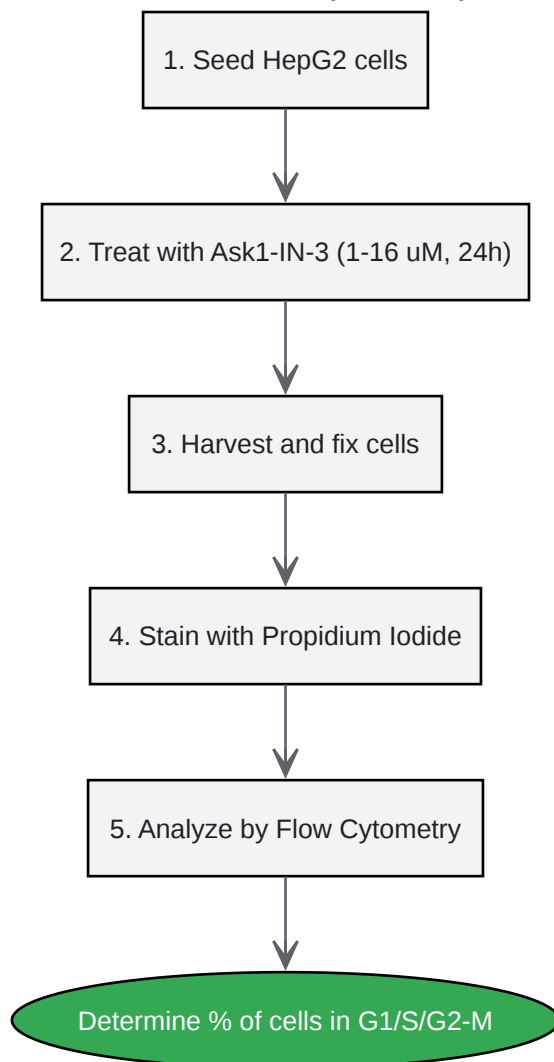 1. Seed HepG2 cells
2. Treat with Ask1-IN-3 (1-16 uM, 24h)
3. Harvest and fix cells
4. Stain with Propidium Iodide
5. Analyze by Flow Cytometry
Determine % of cells in G1/S/G2-M